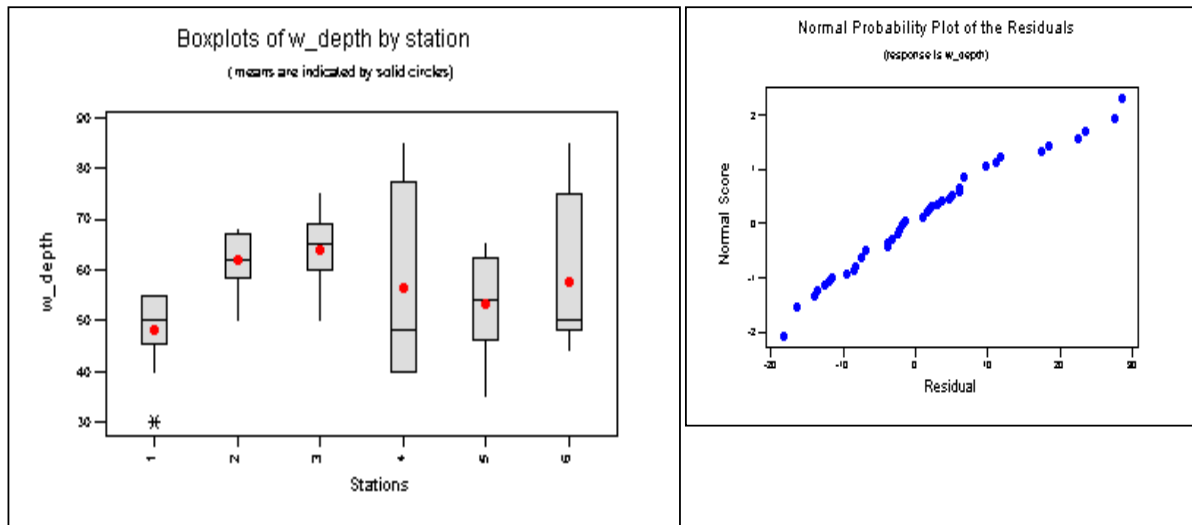 Boxplots of w_depth by station
(means are indicated by solid circles)
w_depth
90
80
70
60
50
40
30
1 2 3 4 5 6
Stations
Normal Probability Plot of the Residuals
(response is w_depth)
Normal Score
2
1
0
-1
-2
-20 -10 0 10 20 30
Residual